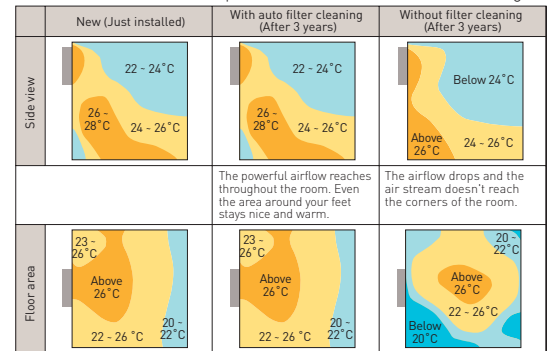 New (Just installed)
With auto filter cleaning
(After 3 years)
Without filter cleaning
(After 3 years)
Side view
22 - 24˚C
26 -
28˚C
24 - 26˚C
22 - 24˚C
26 -
28˚C
24 - 26˚C
Below 24˚C
Above
26˚C
24 - 26˚C
The powerful airflow reaches
throughout the room. Even
the area around your feet
stays nice and warm.
The airflow drops and the
air stream doesn't reach
the corners of the room.
Floor area
23 -
26˚C
Above
26˚C
20 -
22˚C
22 - 26 ˚C
23 -
26˚C
Above
26˚C
20 -
22˚C
22 - 26 ˚C
20 -
22˚C
Above
26˚C
22 - 26 ˚C
Below
20˚C